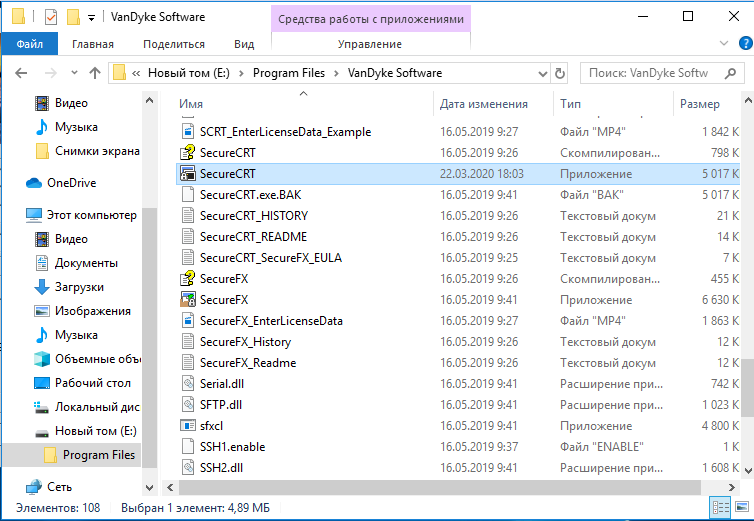 VanDyke Software
Средства работы с приложениями
Файл Главная Поделиться Вид Управление
Новый том (E:) Program Files VanDyke Software
Поиск: VanDyke Softw
Видео
Музыка
Снимки экрана
OneDrive
Этот компьютер
Видео
Документы
Загрузки
Изображения
Музыка
Объемные объ
Рабочий стол
Локальный дис
Новый том (E:)
Program Files
Сеть
Имя Дата изменения Тип Размер
SCRT_EnterLicenseData_Example 16.05.2019 9:27 Файл "MP4" 1 842 К
SecureCRT 16.05.2019 9:26 Скомпилирован... 798 К
SecureCRT 22.03.2020 18:03 Приложение 5 017 К
SecureCRT.exe.BAK 16.05.2019 9:41 Файл "BAK" 5 017 К
SecureCRT_HISTORY 16.05.2019 9:26 Текстовый докум 21 К
SecureCRT_README 16.05.2019 9:26 Текстовый докум 14 К
SecureCRT_SecureFX_EULA 16.05.2019 9:25 Текстовый докум 7 К
SecureFX 16.05.2019 9:26 Скомпилирован... 455 К
SecureFX 16.05.2019 9:41 Приложение 6 630 К
SecureFX_EnterLicenseData 16.05.2019 9:27 Файл "MP4" 1 863 К
SecureFX_History 16.05.2019 9:26 Текстовый докум 12 К
SecureFX_Readme 16.05.2019 9:26 Текстовый докум 12 К
Serial.dll 16.05.2019 9:41 Расширение при... 742 К
SFTP.dll 16.05.2019 9:41 Расширение при... 1 023 К
sfxcl 16.05.2019 9:41 Приложение 4 800 К
SSH1.enable 16.05.2019 9:37 Файл "ENABLE" 1 К
SSH2.dll 16.05.2019 9:41 Расширение при... 1 608 К
Элементов: 108 Выбран 1 элемент: 4,89 МБ